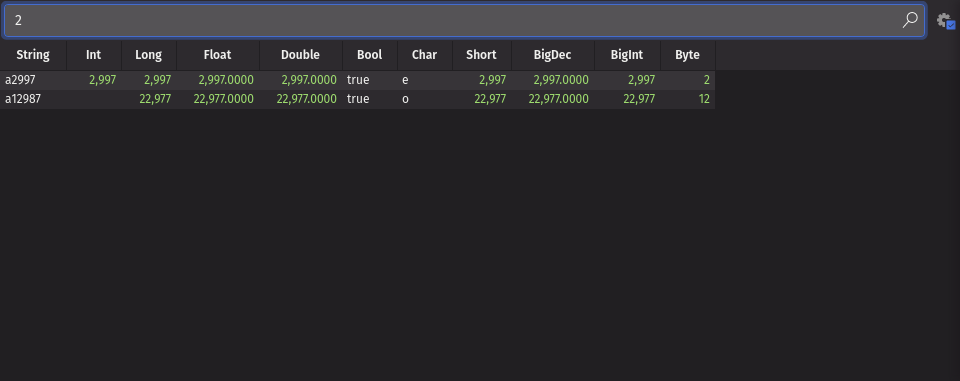 2
String Int Long Float Double Bool Char Short BigDec BigInt Byte
a2997 2,997 2,997 2,997.0000 2,997.0000 true e 2,997 2,997.0000 2,997 2
a12987 22,977 22,977.0000 22,977.0000 true o 22,977 22,977.0000 22,977 12